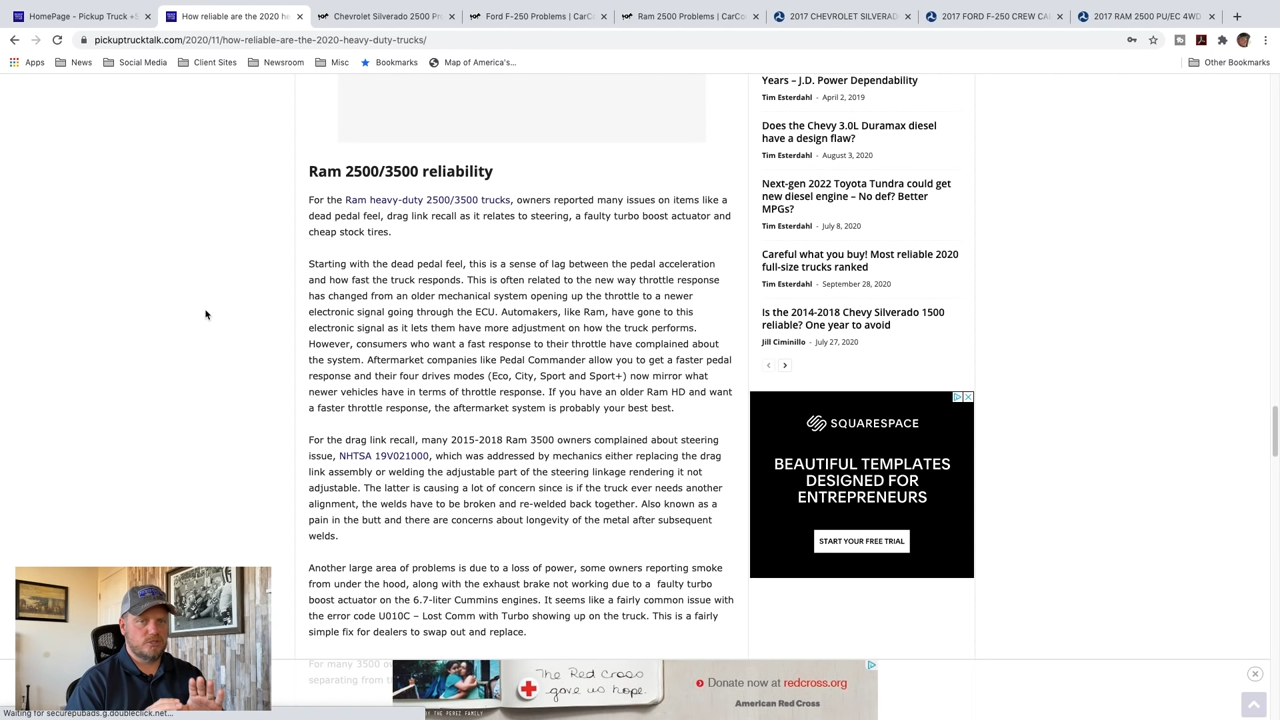 HomePage - Pickup Truck +S
How reliable are the 2020 he
Chevrolet Silverado 2500 Pro
Ford F-250 Problems | CarCo
Ram 2500 Problems | CarCo
2017 CHEVROLET SILVERAD
2017 FORD F-250 CREW CA
2017 RAM 2500 PU/EC 4WD
pickuptrucktalk.com/2020/11/how-reliable-are-the-2020-heavy-duty-trucks/
Apps
News
Social Media
Client Sites
Newsroom
Misc
Bookmarks
Map of America's...
Other Bookmarks
Ram 2500/3500 reliability
For the Ram heavy-duty 2500/3500 trucks, owners reported many issues on items like a
dead pedal feel, drag link recall as it relates to steering, a faulty turbo boost actuator and
cheap stock tires.
Starting with the dead pedal feel, this is a sense of lag between the pedal acceleration
and how fast the truck responds. This is often related to the new way throttle response
has changed from an older mechanical system opening up the throttle to a newer
electronic signal going through the ECU. Automakers, like Ram, have gone to this
electronic signal as it lets them have more adjustment on how the truck performs.
However, consumers who want a fast response to their throttle have complained about
the system. Aftermarket companies like Pedal Commander allow you to get a faster pedal
response and their four drives modes (Eco, City, Sport and Sport+) now mirror what
newer vehicles have in terms of throttle response. If you have an older Ram HD and want
a faster throttle response, the aftermarket system is probably your best best.
For the drag link recall, many 2015-2018 Ram 3500 owners complained about steering
issue, NHTSA 19V021000, which was addressed by mechanics either replacing the drag
link assembly or welding the adjustable part of the steering linkage rendering it not
adjustable. The latter is causing a lot of concern since is if the truck ever needs another
alignment, the welds have to be broken and re-welded back together. Also known as a
pain in the butt and there are concerns about longevity of the metal after subsequent
welds.
Another large area of problems is due to a loss of power, some owners reporting smoke
from under the hood, along with the exhaust brake not working due to a faulty turbo
boost actuator on the 6.7-liter Cummins engines. It seems like a fairly common issue with
the error code U010C – Lost Comm with Turbo showing up on the truck. This is a fairly
simple fix for dealers to swap out and replace.
For many 3500 ow
separating from th
Years – J.D. Power Dependability
Tim Esterdahl - April 2, 2019
Does the Chevy 3.0L Duramax diesel
have a design flaw?
Tim Esterdahl - August 3, 2020
Next-gen 2022 Toyota Tundra could get
new diesel engine – No def? Better
MPGs?
Tim Esterdahl - July 8, 2020
Careful what you buy! Most reliable 2020
full-size trucks ranked
Tim Esterdahl - September 28, 2020
Is the 2014-2018 Chevy Silverado 1500
reliable? One year to avoid
Jill Ciminillo - July 27, 2020
SQUARESPACE
BEAUTIFUL TEMPLATES
DESIGNED FOR
ENTREPRENEURS
START YOUR FREE TRIAL
The Red Cross
gave us hope.
Donate now at redcross.org
American Red Cross
BY THE PEREZ FAMILY
Waiting for securepubads.g.doubleclick.net...